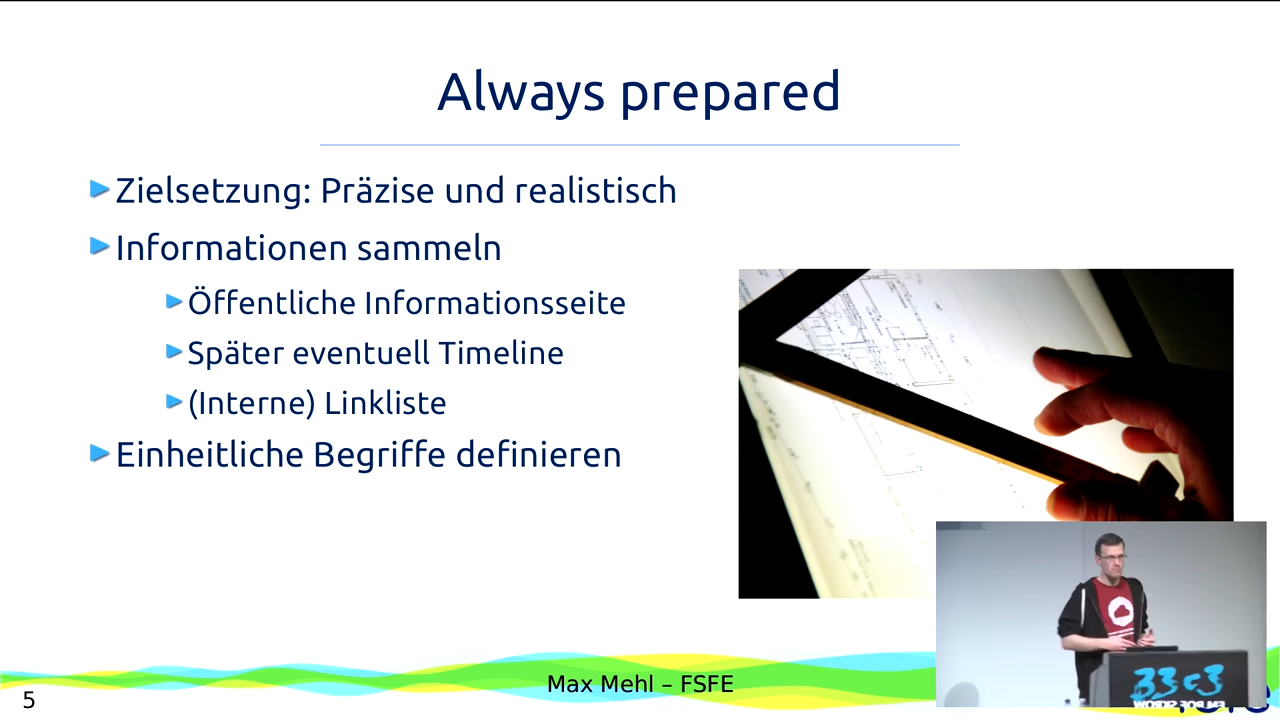 Always prepared
Zielsetzung: Präzise und realistisch
Informationen sammeln
Öffentliche Informationsseite
Später eventuell Timeline
(Interne) Linkliste
Einheitliche Begriffe definieren
33c3
Max Mehl – FSFE
5